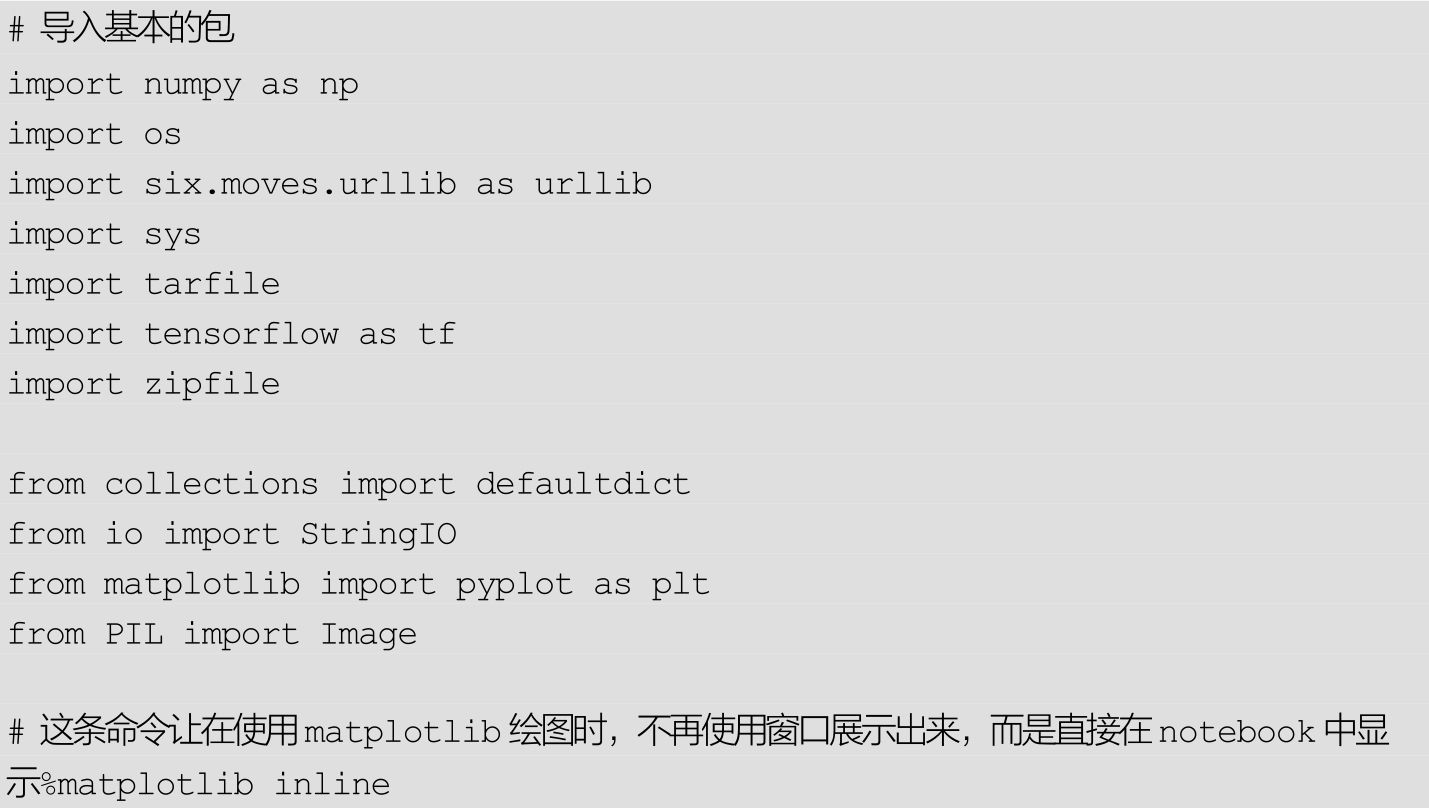 # 导入基本的包
import numpy as np
import os
import six.moves.urllib as urllib
import sys
import tarfile
import tensorflow as tf
import zipfile
from collections import defaultdict
from io import StringIO
from matplotlib import pyplot as plt
from PIL import Image
# 这条命令让在使用 matplotlib 绘图时，不再使用窗口展示出来，而是直接在 notebook 中显
示%matplotlib inline